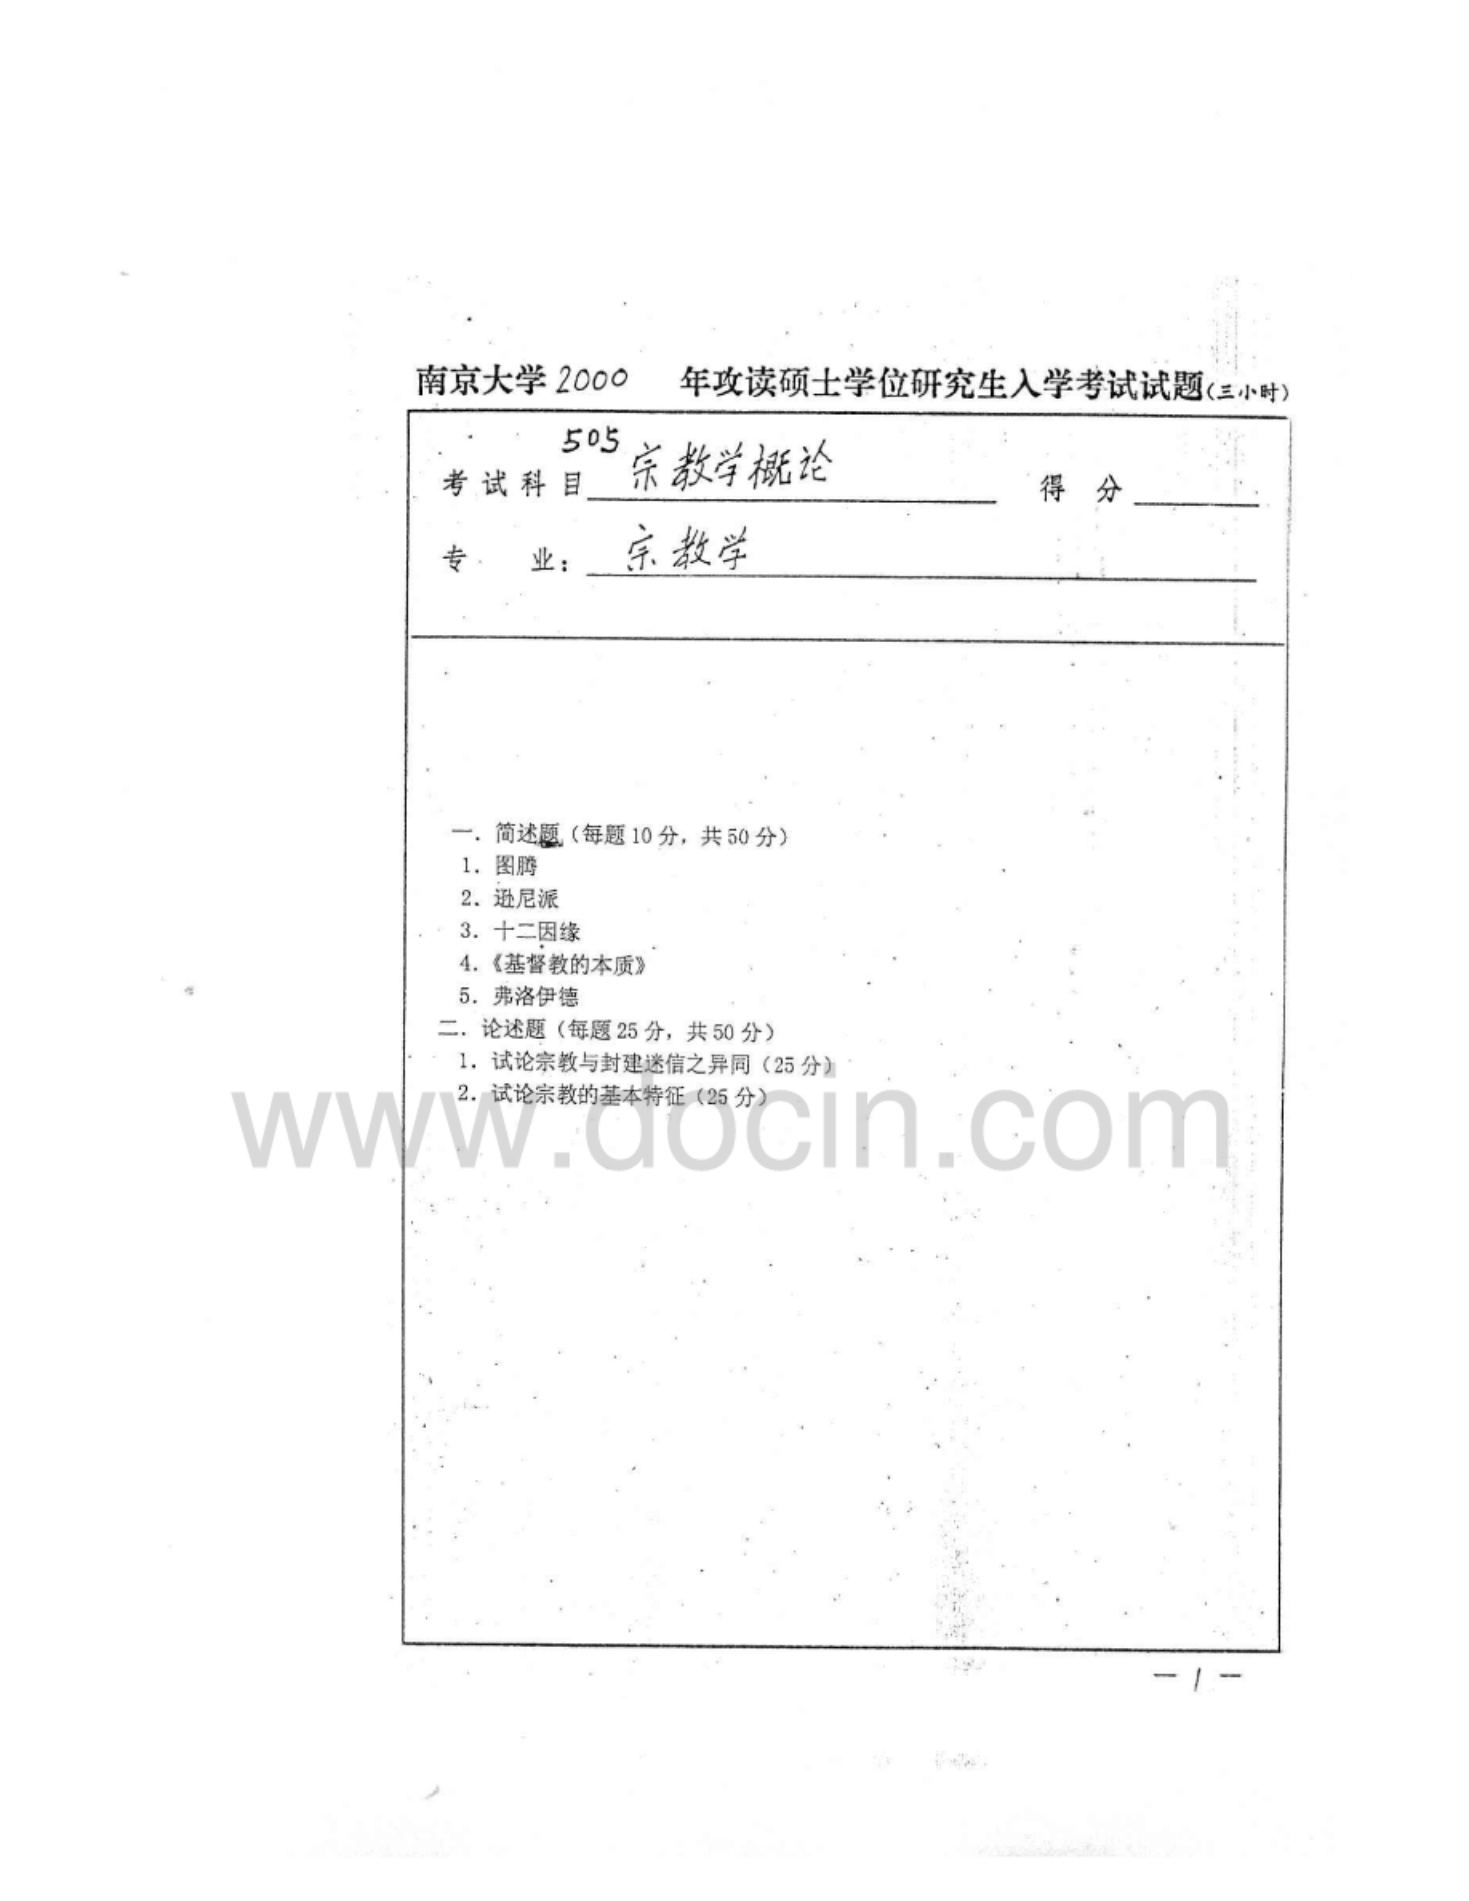 南京大学 2000 年攻读硕士学位研究生入学考试试题(三小时)
505
考试科目 宗教学概论 得分
专 业： 宗教学
一．简述题（每题10分，共50分）
1．图腾
2．逊尼派
3．十二因缘
4．《基督教的本质》
5．弗洛伊德
二．论述题（每题25分，共50分）
1．试论宗教与封建迷信之异同（25分）
2．试论宗教的基本特征（25分）
www.docin.com
— 1 —